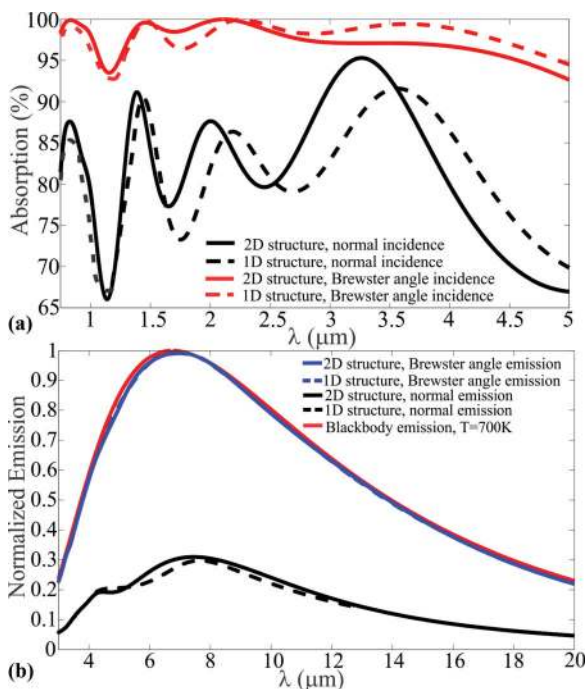 100
95
90
85
80
75
70
65
Absorption (%)
2D structure, normal incidence
1D structure, normal incidence
2D structure, Brewster angle incidence
1D structure, Brewster angle incidence
1 1.5 2 2.5 3 3.5 4 4.5 5
λ (μm)
(a)
1
0.9
0.8
0.7
0.6
0.5
0.4
0.3
0.2
0.1
0
Normalized Emission
2D structure, Brewster angle emission
1D structure, Brewster angle emission
2D structure, normal emission
1D structure, normal emission
Blackbody emission, T=700K
4 6 8 10 12 14 16 18 20
λ (μm)
(b)